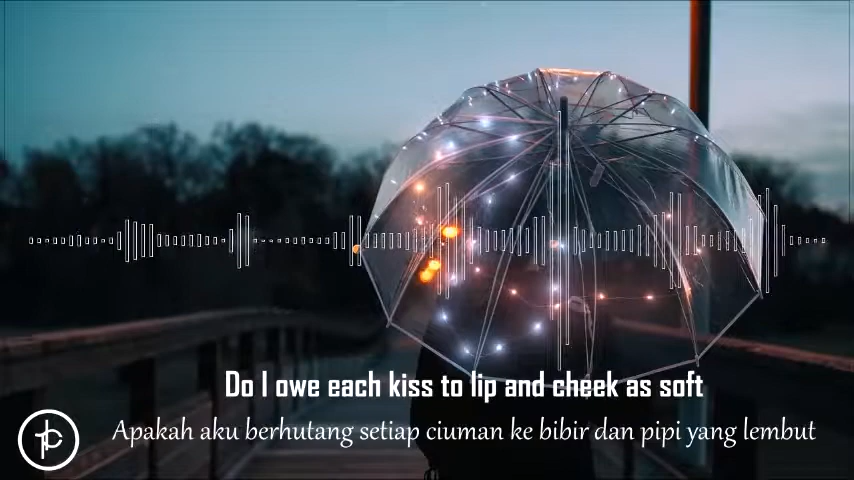 Do I owe each kiss to lip and cheek as soft
Apakah aku berhutang setiap ciuman ke bibir dan pipi yang lembut